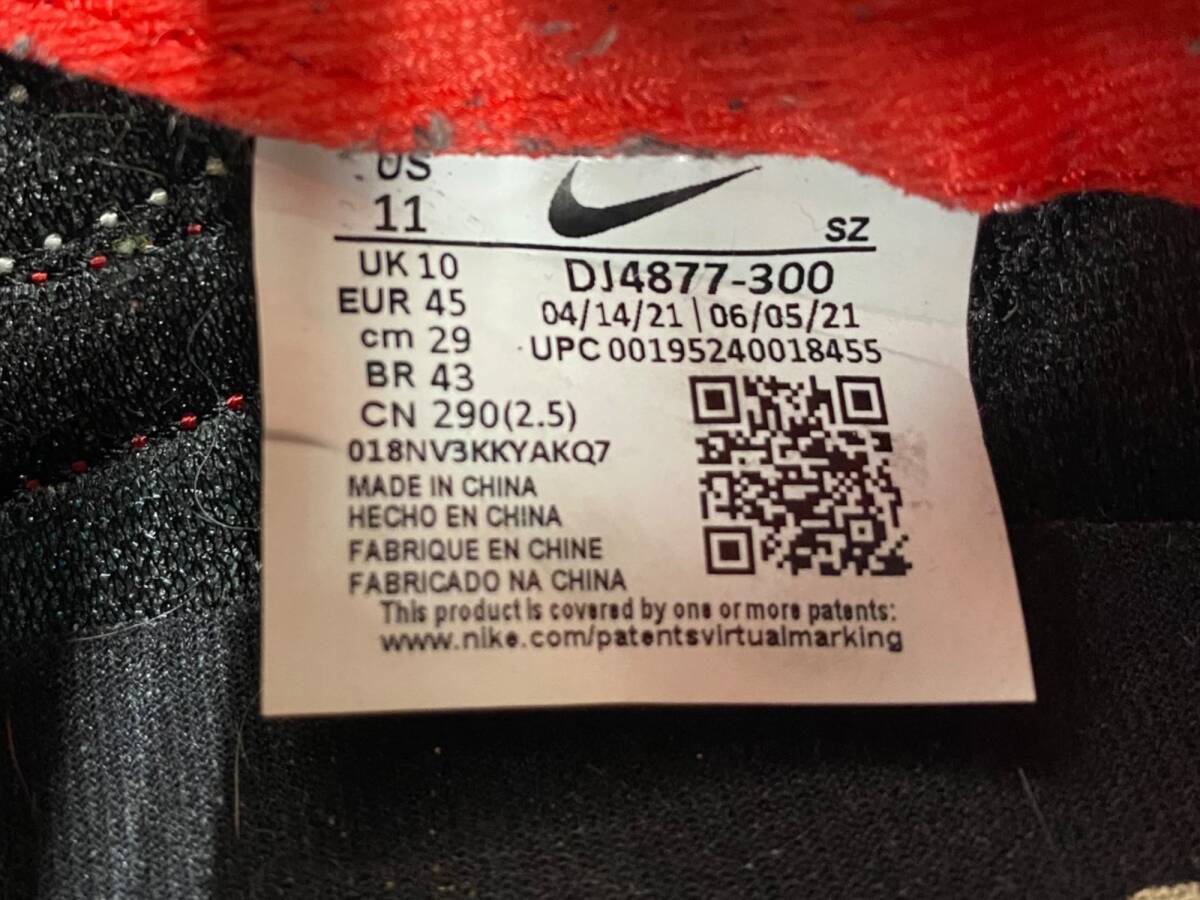 US
11
SZ
UK 10
DJ4877-300
EUR 45
04/14/21 | 06/05/21
cm 29
UPC 00195240018455
BR 43
CN 290(2.5)
018NV3KKYAKQ7
MADE IN CHINA
HECHO EN CHINA
FABRIQUE EN CHINE
FABRICADO NA CHINA
This product is covered by one or more patents:
www.nike.com/patentsvirtualmarking